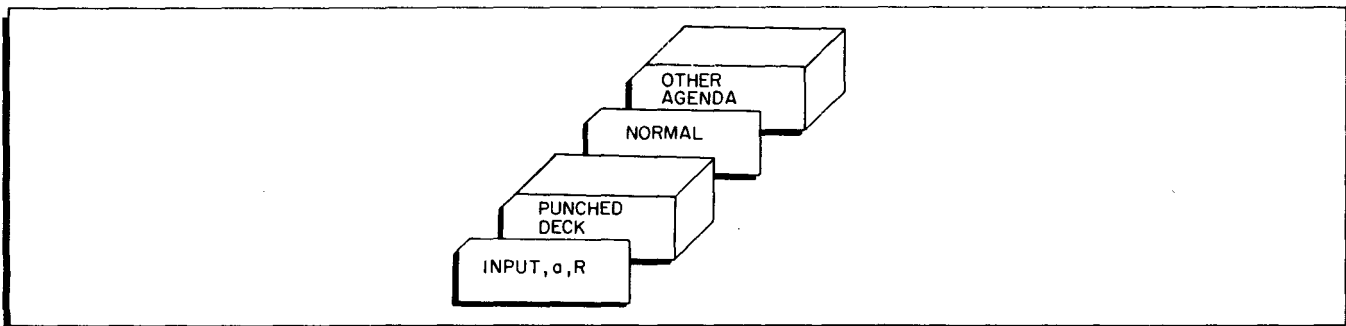 OTHER
AGENDA
NORMAL
PUNCHED
DECK
INPUT, a, R